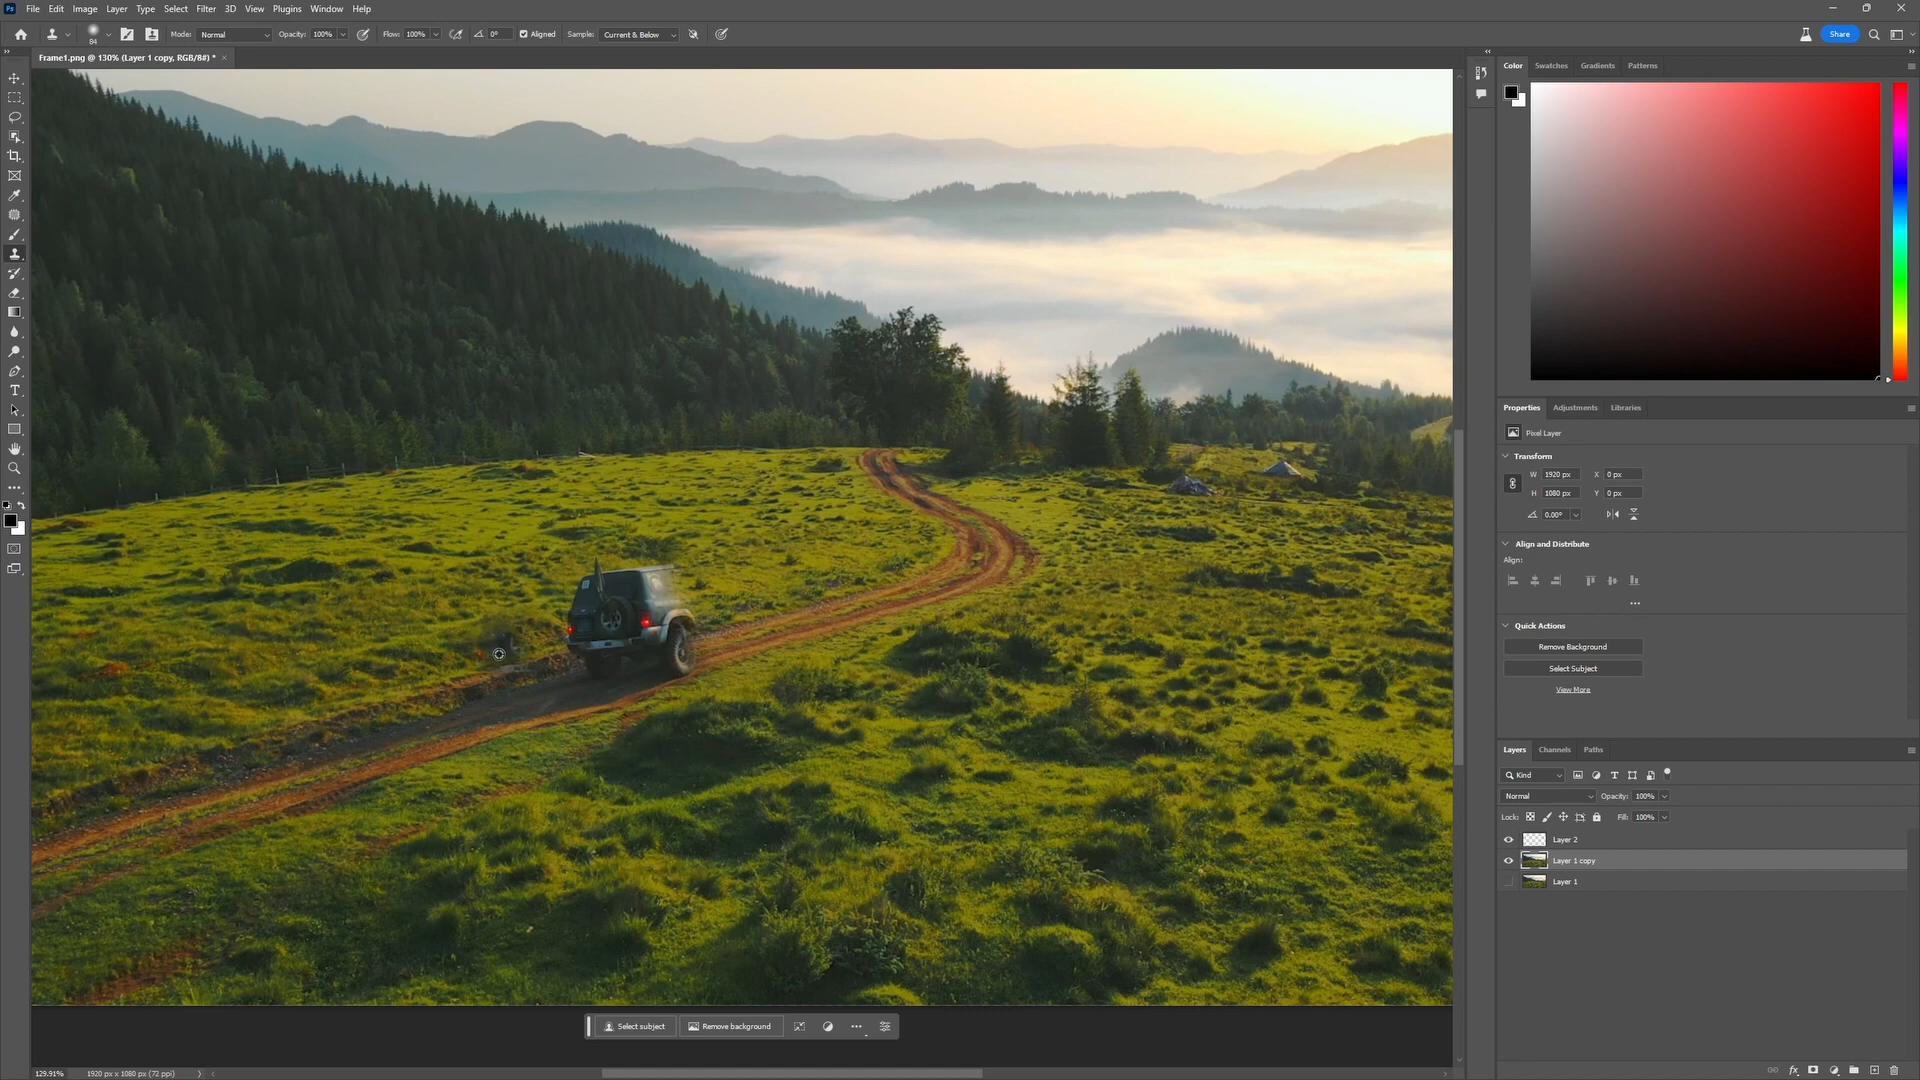 Ps File Edit Image Layer Type Select Filter 3D View Plugins Window Help
84 Mode: Normal Opacity: 100% Flow: 100% 0° Aligned Sample: Current & Below Share
Frame1.png @ 130% (Layer 1 copy, RGB/8#) * ×
Color Swatches Gradients Patterns
Properties Adjustments Libraries
Pixel Layer
Transform
W 1920 px X 0 px
H 1080 px Y 0 px
0.00°
Align and Distribute
Align:
Quick Actions
Remove Background
Select Subject
View More
Layers Channels Paths
Kind
Normal Opacity: 100%
Lock: Fill: 100%
Layer 2
Layer 1 copy
Layer 1
Select subject Remove background
129.91% 1920 px x 1080 px (72 ppi)